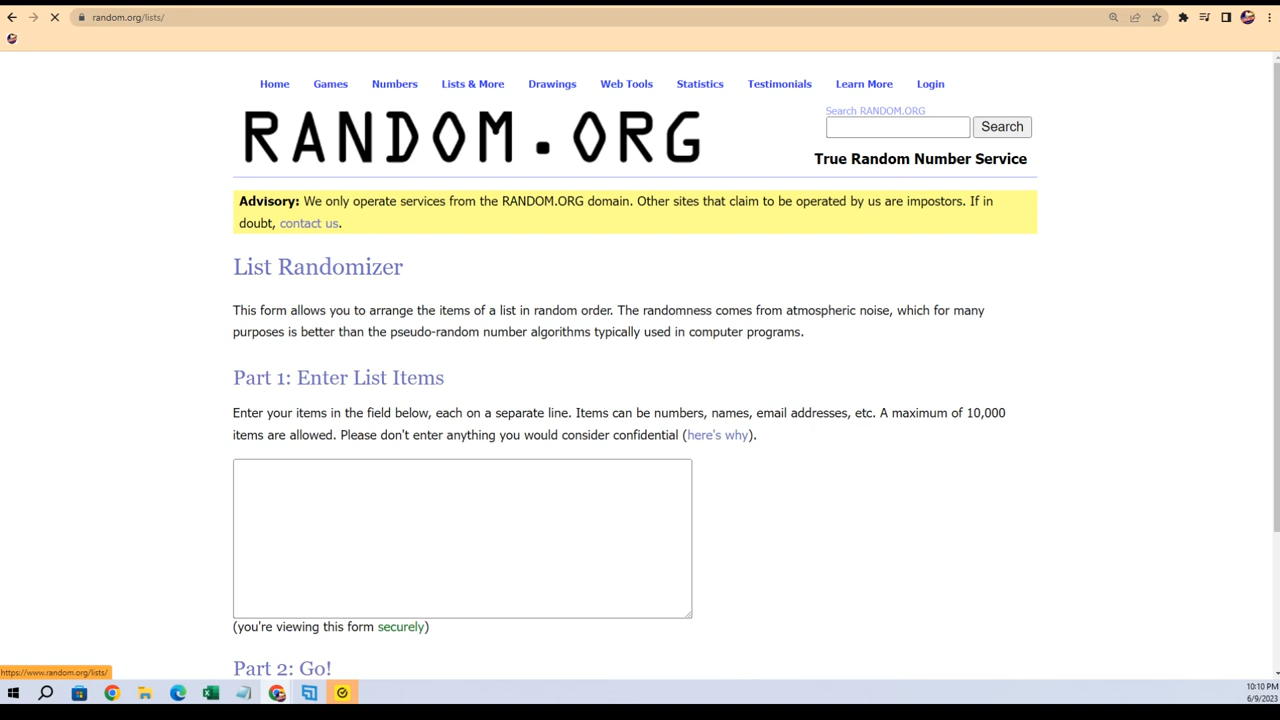 random.org/lists/
Home Games Numbers Lists & More Drawings Web Tools Statistics Testimonials Learn More Login
RANDOM.ORG
Search RANDOM.ORG
Search
True Random Number Service
Advisory: We only operate services from the RANDOM.ORG domain. Other sites that claim to be operated by us are impostors. If in
doubt, contact us.
List Randomizer
This form allows you to arrange the items of a list in random order. The randomness comes from atmospheric noise, which for many
purposes is better than the pseudo-random number algorithms typically used in computer programs.
Part 1: Enter List Items
Enter your items in the field below, each on a separate line. Items can be numbers, names, email addresses, etc. A maximum of 10,000
items are allowed. Please don't enter anything you would consider confidential (here's why).
(you're viewing this form securely)
Part 2: Go!
https://www.random.org/lists/
10:10 PM
6/9/2023